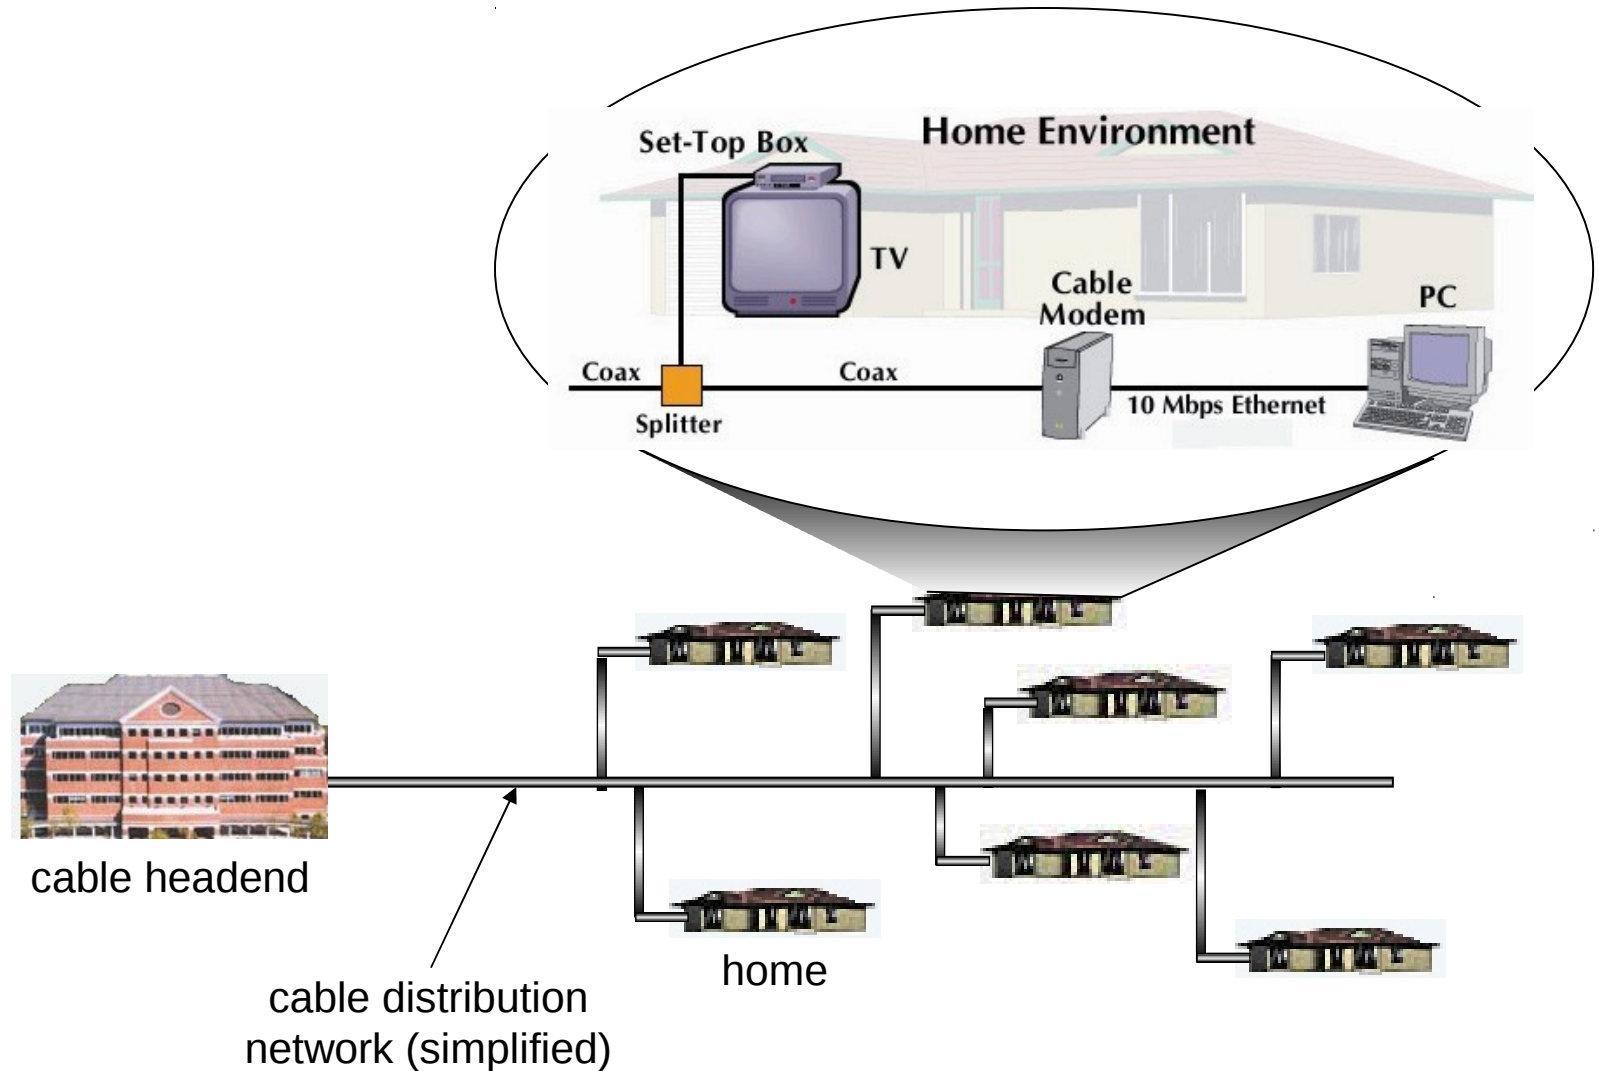 Home Environment
Set-Top Box
TV
Cable
Modem
PC
Coax
Coax
10 Mbps Ethernet
Splitter
cable headend
home
cable distribution
network (simplified)